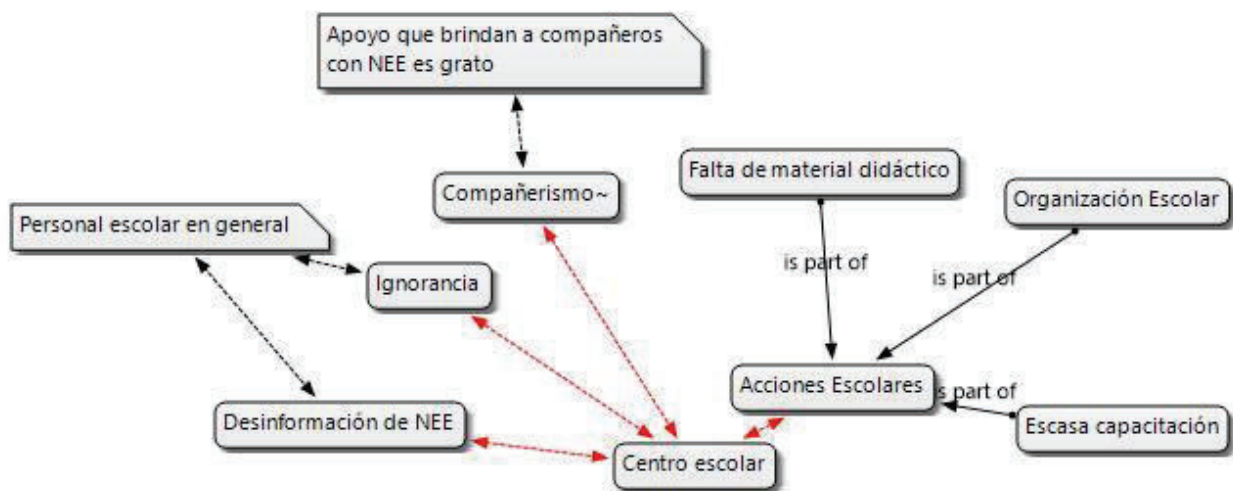 Apoyo que brindan a compañeros
con NEE es grato
Falta de material didáctico
Compañerismo~
Organización Escolar
Personal escolar en general
is part of
is part of
Ignorancia
Acciones Escolares
is part of
Desinformación de NEE
Escasa capacitación
Centro escolar